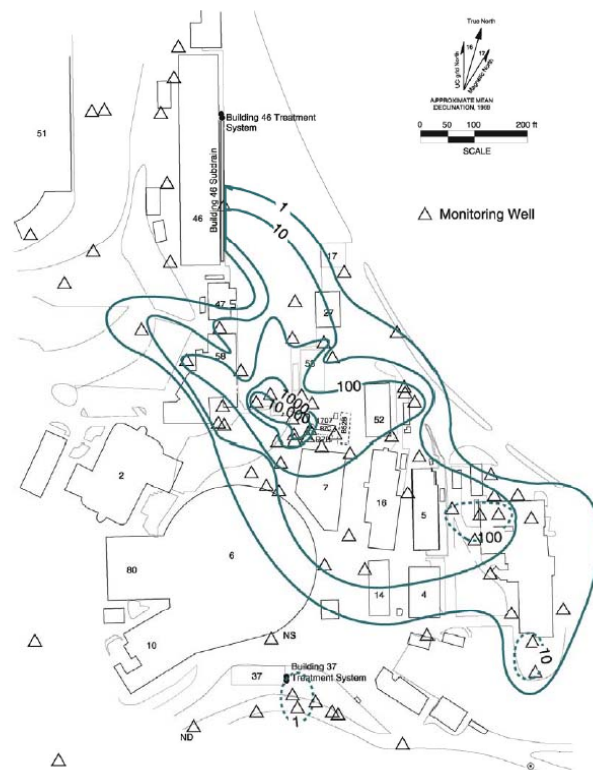 True North
UC grid North
16
17
Magnetic North
APPROXIMATE MEAN
DECLINATION, 1988
0 50 100 200 ft
SCALE
Monitoring Well
51
Building 46 Treatment
System
Building 46 Subdrain
46
1
10
17
47
27
58
55
100
1000
10,000
52
2
7
16
5
100
80
6
14
4
10
NS
10
37
Building 37
Treatment System
1
ND